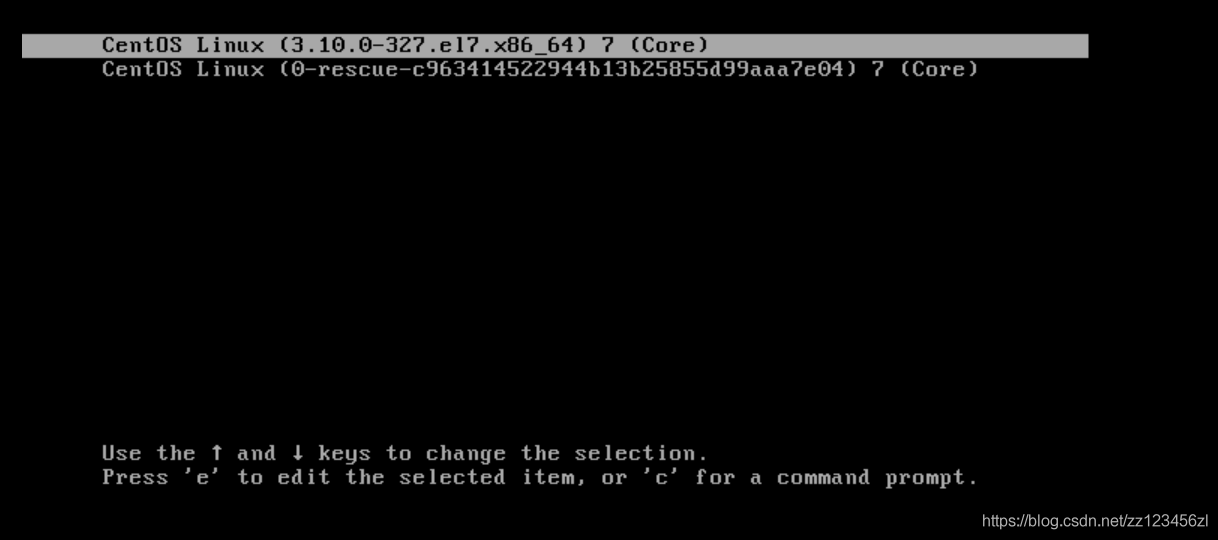 CentOS Linux (3.10.0-327.el7.x86_64) 7 (Core)
CentOS Linux (0-rescue-c963414522944b13b25855d99aaa7e04) 7 (Core)
Use the ↑ and ↓ keys to change the selection.
Press 'e' to edit the selected item, or 'c' for a command prompt.
https://blog.csdn.net/zz123456zl